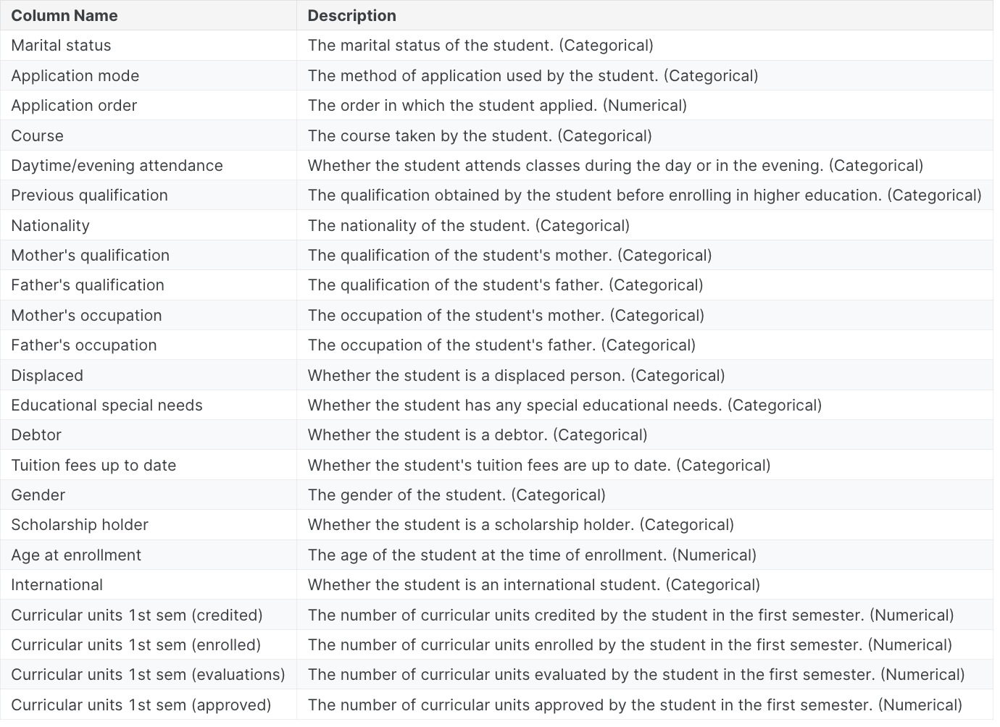 Column Name Description
Marital status The marital status of the student. (Categorical)
Application mode The method of application used by the student. (Categorical)
Application order The order in which the student applied. (Numerical)
Course The course taken by the student. (Categorical)
Daytime/evening attendance Whether the student attends classes during the day or in the evening. (Categorical)
Previous qualification The qualification obtained by the student before enrolling in higher education. (Categorical)
Nationality The nationality of the student. (Categorical)
Mother's qualification The qualification of the student's mother. (Categorical)
Father's qualification The qualification of the student's father. (Categorical)
Mother's occupation The occupation of the student's mother. (Categorical)
Father's occupation The occupation of the student's father. (Categorical)
Displaced Whether the student is a displaced person. (Categorical)
Educational special needs Whether the student has any special educational needs. (Categorical)
Debtor Whether the student is a debtor. (Categorical)
Tuition fees up to date Whether the student's tuition fees are up to date. (Categorical)
Gender The gender of the student. (Categorical)
Scholarship holder Whether the student is a scholarship holder. (Categorical)
Age at enrollment The age of the student at the time of enrollment. (Numerical)
International Whether the student is an international student. (Categorical)
Curricular units 1st sem (credited) The number of curricular units credited by the student in the first semester. (Numerical)
Curricular units 1st sem (enrolled) The number of curricular units enrolled by the student in the first semester. (Numerical)
Curricular units 1st sem (evaluations) The number of curricular units evaluated by the student in the first semester. (Numerical)
Curricular units 1st sem (approved) The number of curricular units approved by the student in the first semester. (Numerical)